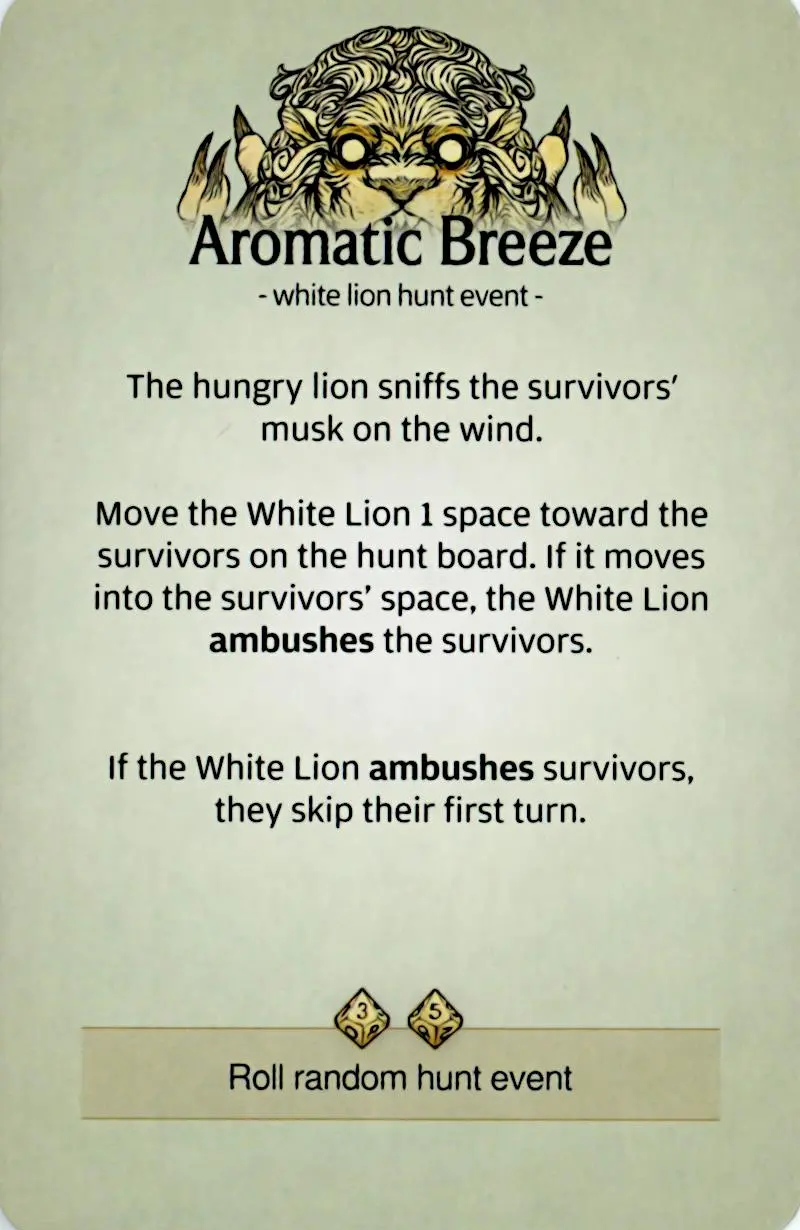 Aromatic Breeze
- white lion hunt event -
The hungry lion sniffs the survivors’
musk on the wind.
Move the White Lion 1 space toward the
survivors on the hunt board. If it moves
into the survivors’ space, the White Lion
ambushes the survivors.
If the White Lion ambushes survivors,
they skip their first turn.
3 5
Roll random hunt event